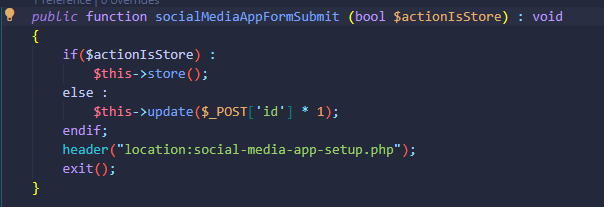 1 reference | 0 overrides
public function socialMediaAppFormSubmit (bool $actionIsStore) : void
{
if($actionIsStore) :
$this->store();
else :
$this->update($_POST['id'] * 1);
endif;
header("location:social-media-app-setup.php");
exit();
}